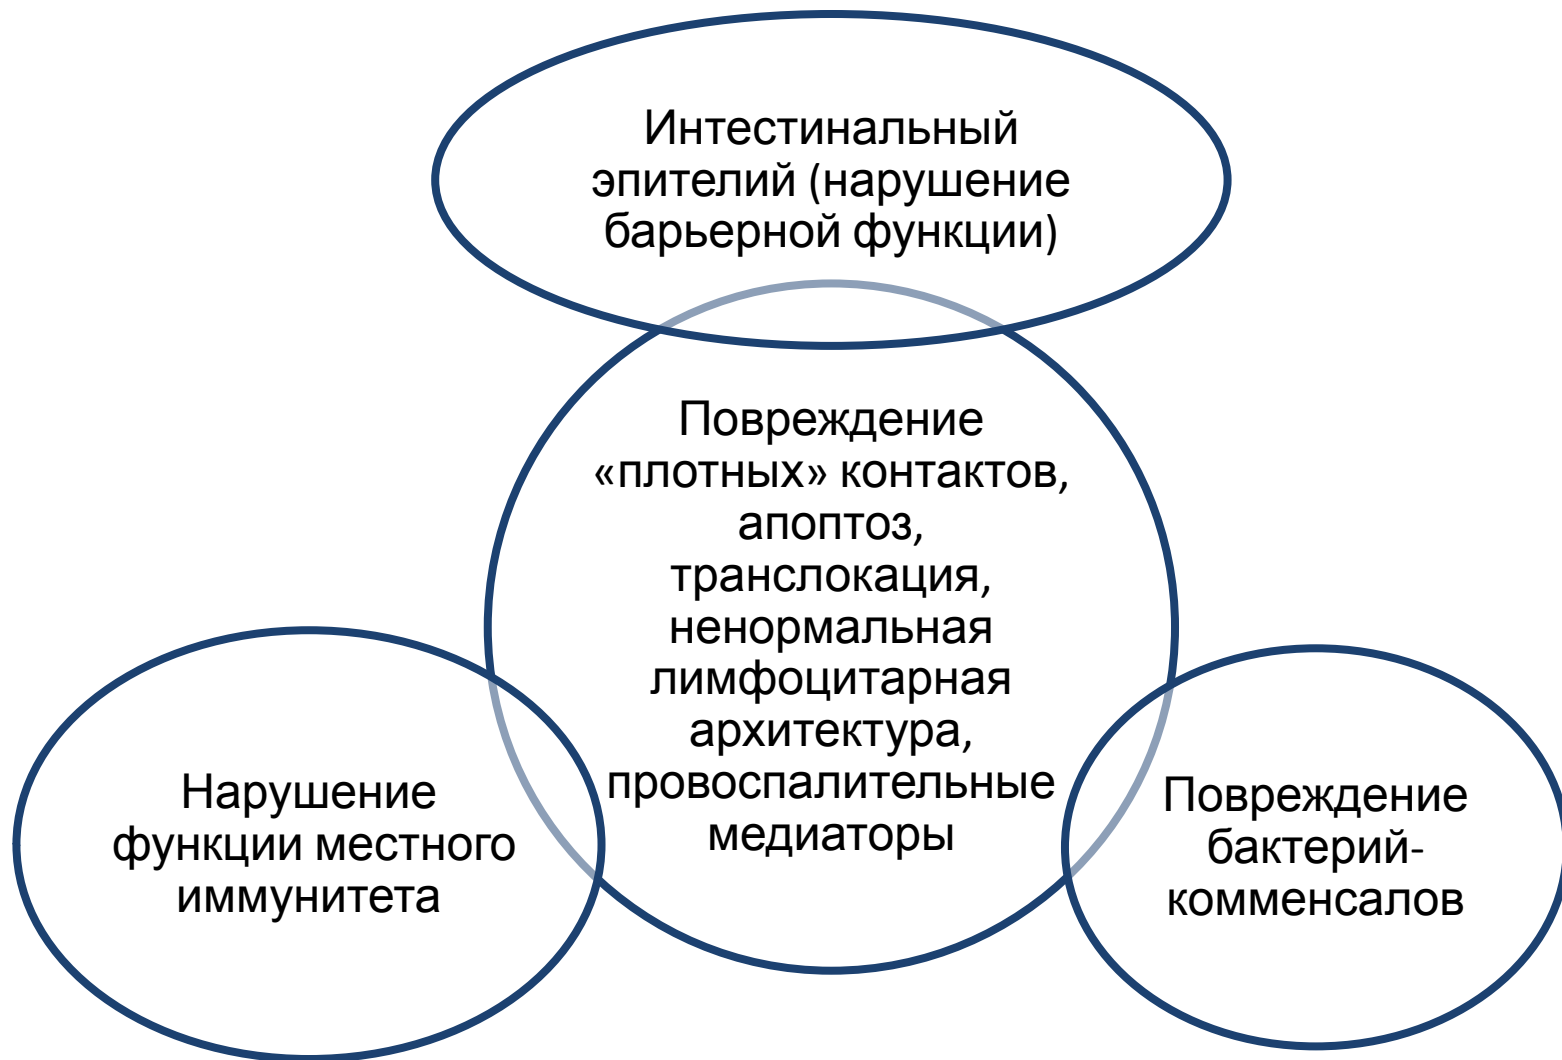 Интестинальный
эпителий (нарушение
барьерной функции)
Повреждение
«плотных» контактов,
апоптоз,
транслокация,
ненормальная
лимфоцитарная
архитектура,
провоспалительные
медиаторы
Нарушение
функции местного
иммунитета
Повреждение
бактерий-
комменсалов